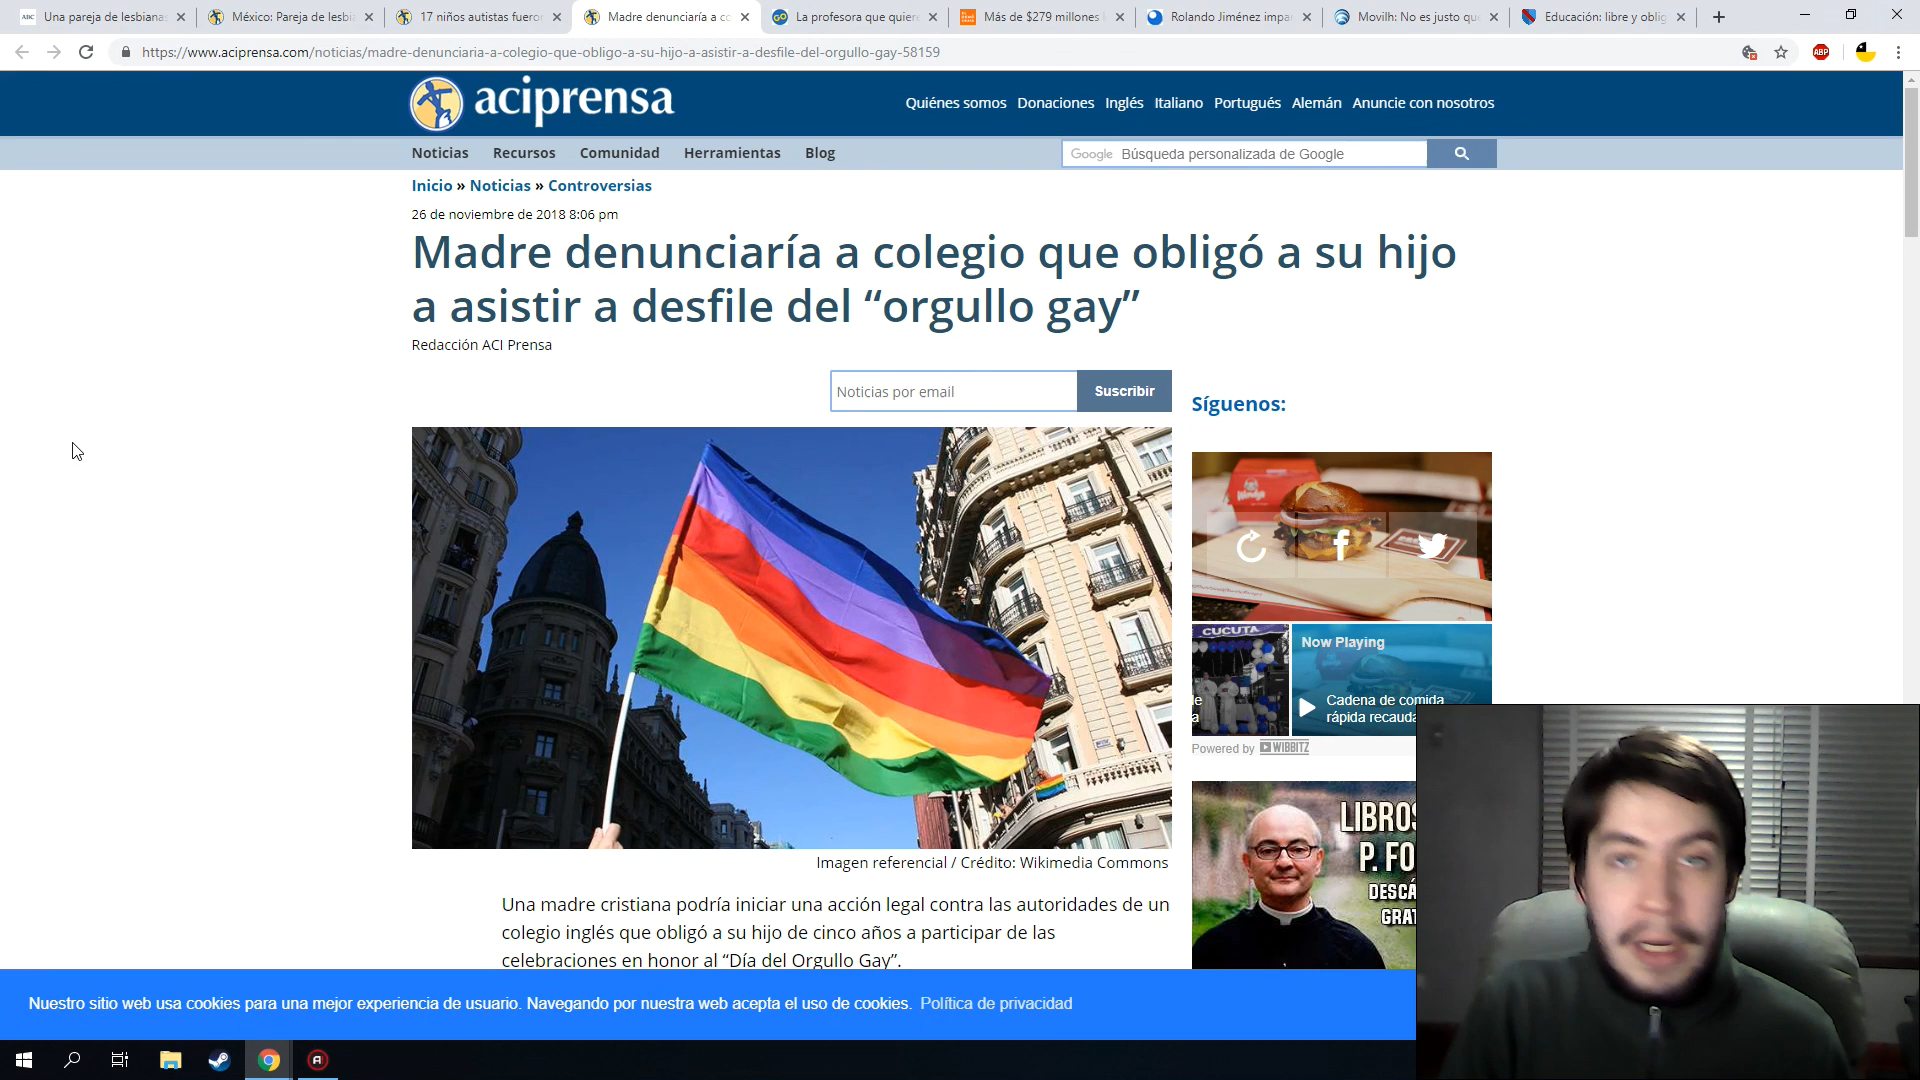 Una pareja de lesbianas
México: Pareja de lesbi
17 niños autistas fuero
Madre denunciaría a co
La profesora que quiere
Más de $279 millones
Rolando Jiménez impa
Movilh: No es justo que
Educación: libre y oblig
https://www.aciprensa.com/noticias/madre-denunciaria-a-colegio-que-obligo-a-su-hijo-a-asistir-a-desfile-del-orgullo-gay-58159
ABP
aciprensa
Quiénes somos Donaciones Inglés Italiano Portugués Alemán Anuncie con nosotros
Noticias Recursos Comunidad Herramientas Blog
Google Búsqueda personalizada de Google
Inicio » Noticias » Controversias
26 de noviembre de 2018 8:06 pm
Madre denunciaría a colegio que obligó a su hijo
a asistir a desfile del “orgullo gay”
Redacción ACI Prensa
Noticias por email
Suscribir
Síguenos:
Wendy's
CUCUTA
Now Playing
Cadena de comida
rápida recauda
Powered by WIBBITZ
LIBROS
P. FO
DESCÁ
GRAT
Imagen referencial / Crédito: Wikimedia Commons
Una madre cristiana podría iniciar una acción legal contra las autoridades de un
colegio inglés que obligó a su hijo de cinco años a participar de las
celebraciones en honor al “Día del Orgullo Gay”.
Nuestro sitio web usa cookies para una mejor experiencia de usuario. Navegando por nuestra web acepta el uso de cookies. Política de privacidad